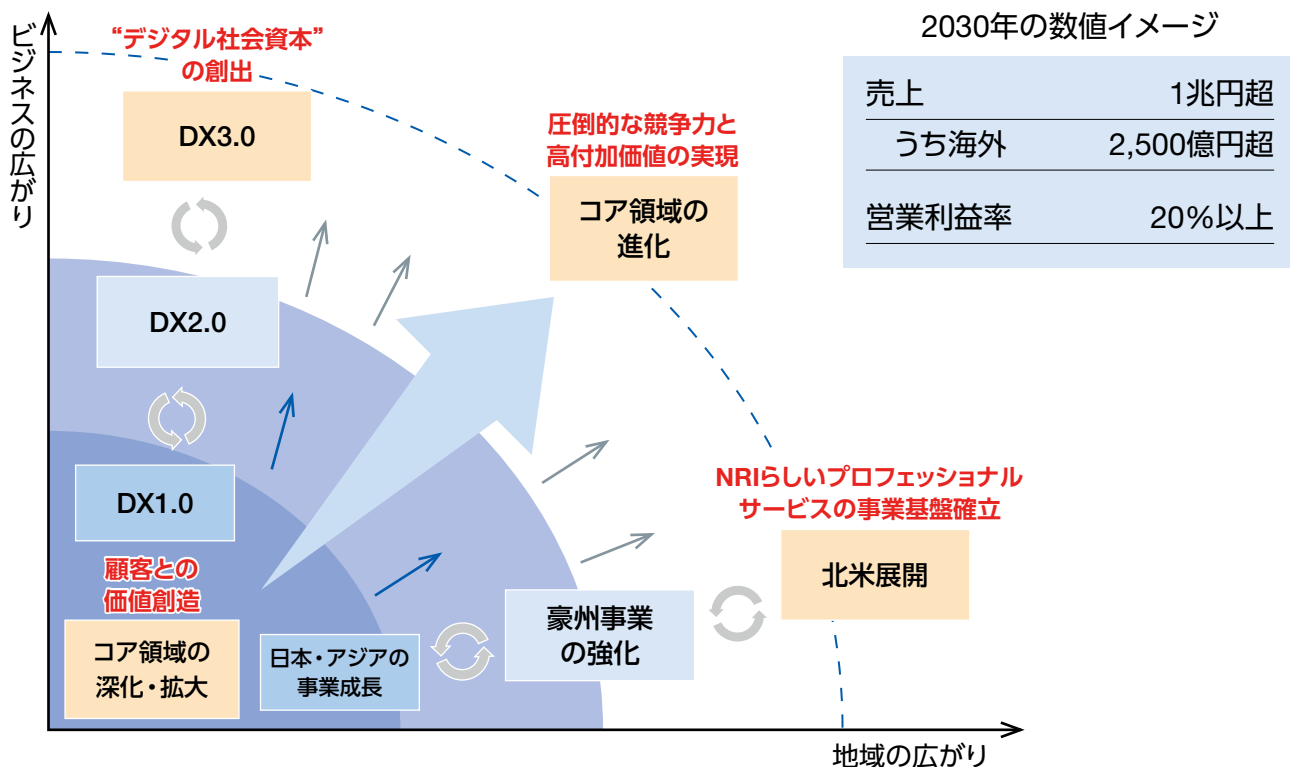 ビジネスの広がり
“デジタル社会資本”
の創出
DX3.0
DX2.0
DX1.0
顧客との
価値創造
コア領域の
深化・拡大
日本・アジアの
事業成長
豪州事業
の強化
圧倒的な競争力と
高付加価値の実現
コア領域の
進化
NRIらしいプロフェッショナル
サービスの事業基盤確立
北米展開
地域の広がり
2030年の数値イメージ
売上 1兆円超
うち海外 2,500億円超
営業利益率 20%以上